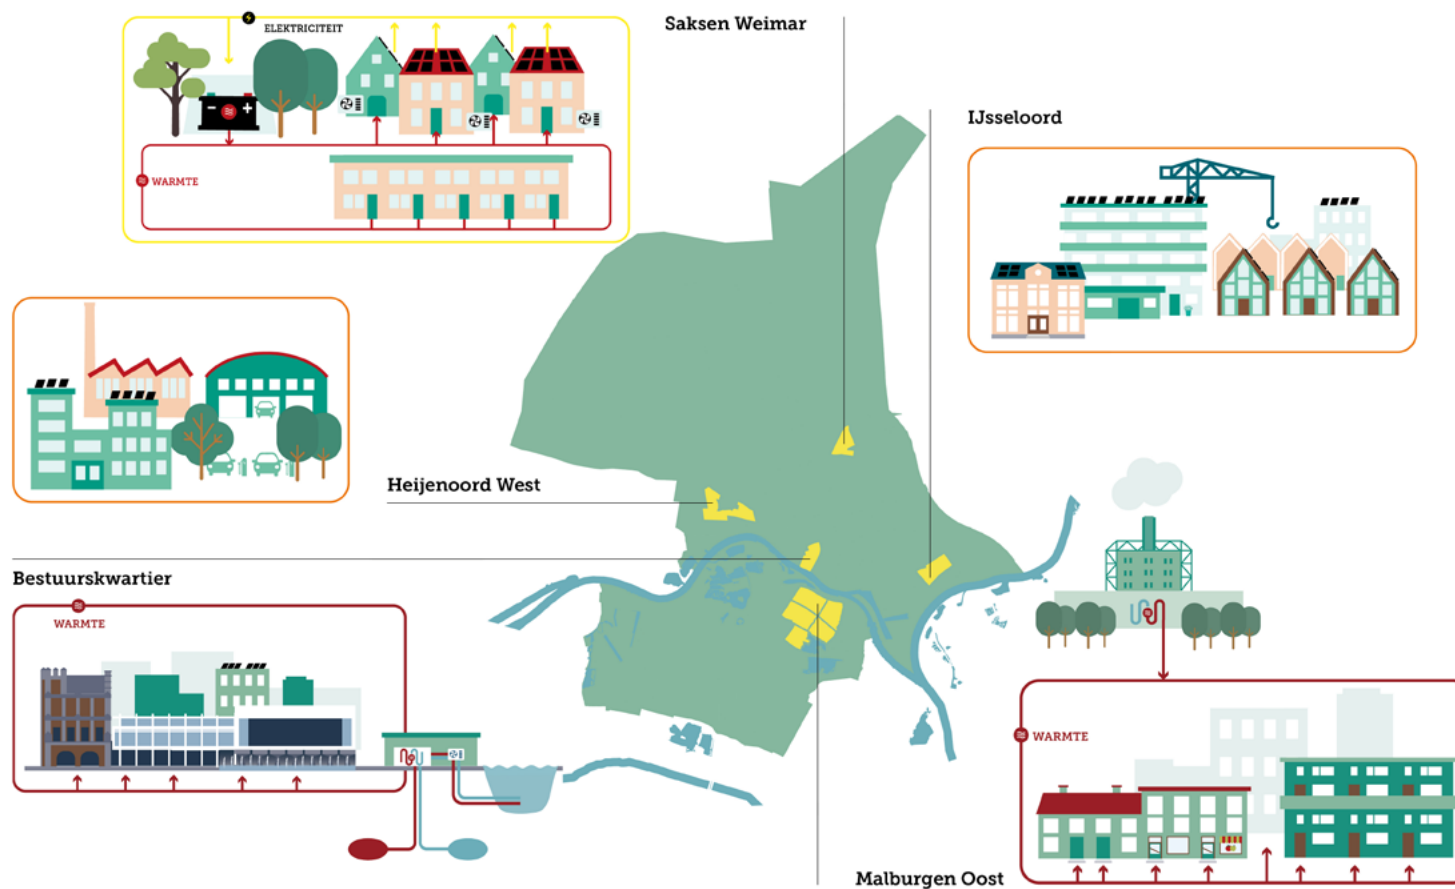 Saksen Weimar
ELEKTRICITEIT
WARMTE
IJsseloord
Heijenoord West
Bestuurskwartier
WARMTE
WARMTE
Malburgen Oost